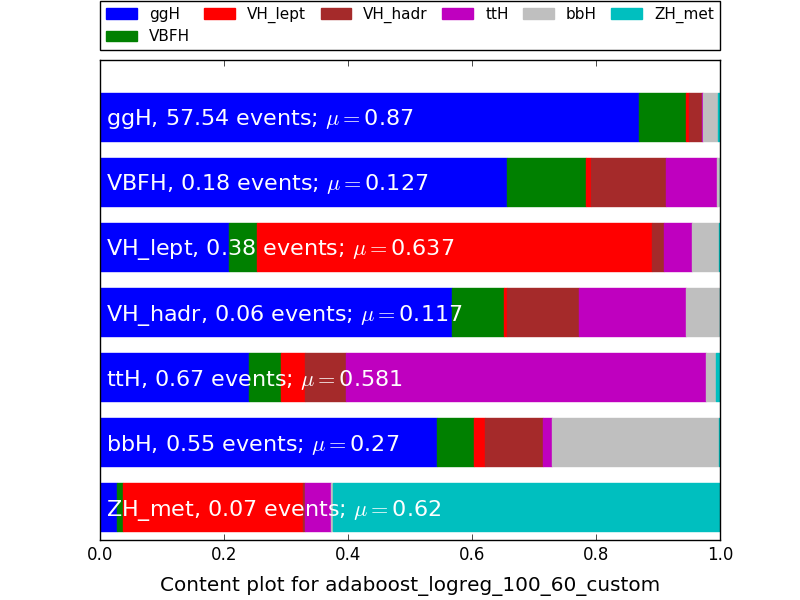 ggH VH_lept VH_hadr ttH bbH ZH_met
VBFH
ggH, 57.54 events; μ = 0.87
VBFH, 0.18 events; μ = 0.127
VH_lept, 0.38 events; μ = 0.637
VH_hadr, 0.06 events; μ = 0.117
ttH, 0.67 events; μ = 0.581
bbH, 0.55 events; μ = 0.27
ZH_met, 0.07 events; μ = 0.62
0.0 0.2 0.4 0.6 0.8 1.0
Content plot for adaboost_logreg_100_60_custom